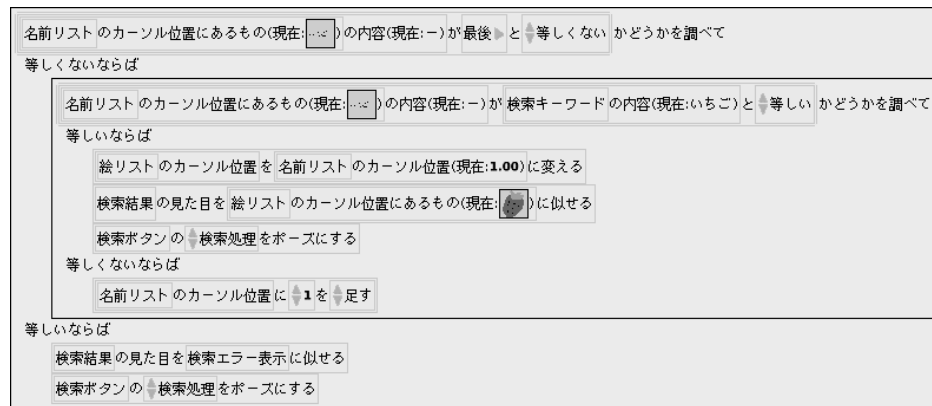 名前リスト のカーソル位置にあるもの(現在: )の内容(現在:ー)が 最後 と 等しくない かどうかを調べて
等しくないならば
名前リスト のカーソル位置にあるもの(現在: )の内容(現在:ー)が 検索キーワード の内容(現在:いちご)と 等しい かどうかを調べて
等しいならば
絵リスト のカーソル位置 を 名前リスト のカーソル位置(現在:1.00)に変える
検索結果 の見た目を 絵リスト のカーソル位置にあるもの(現在: )に似せる
検索ボタン の 検索処理 をポーズにする
等しくないならば
名前リスト のカーソル位置 に 1 を 足す
等しいならば
検索結果 の見た目を 検索エラー表示 に似せる
検索ボタン の 検索処理 をポーズにする